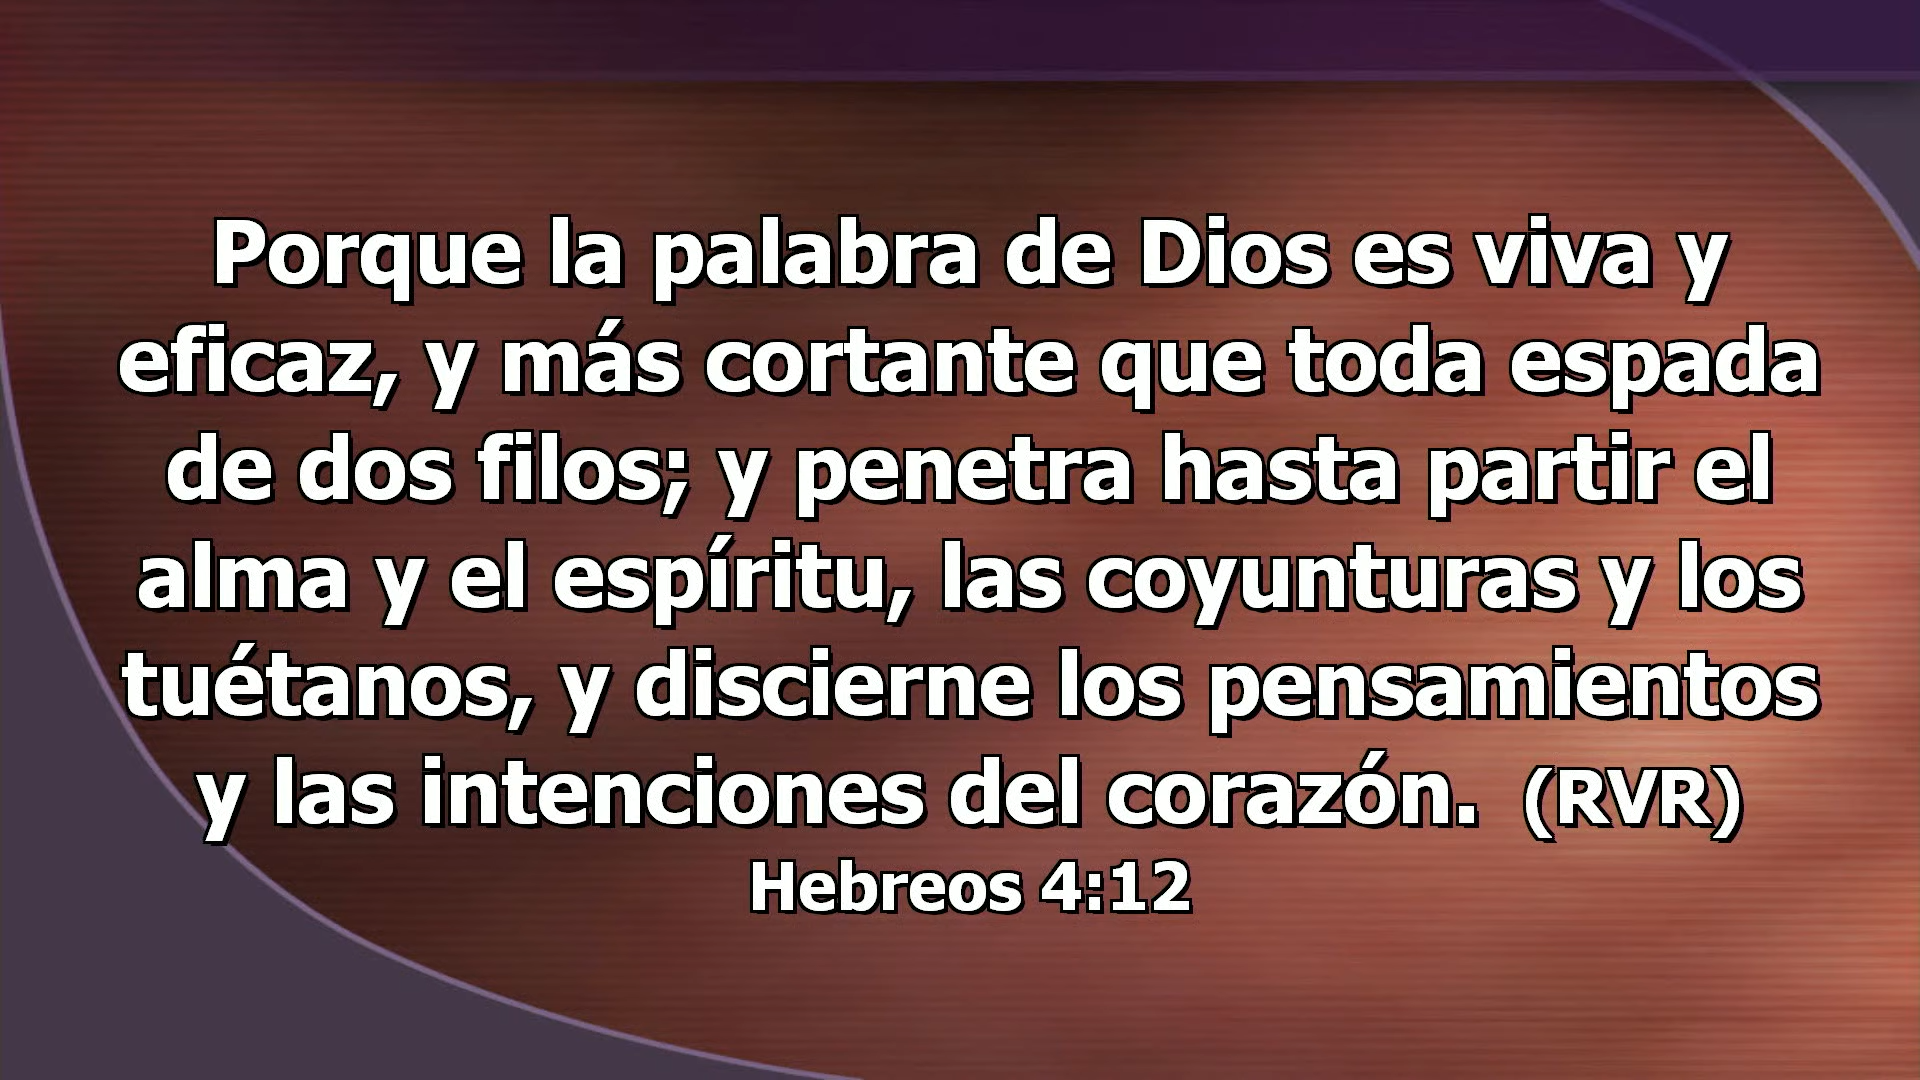 Porque la palabra de Dios es viva y
eficaz, y más cortante que toda espada
de dos filos; y penetra hasta partir el
alma y el espíritu, las coyunturas y los
tuétanos, y discierne los pensamientos
y las intenciones del corazón. (RVR)
Hebreos 4:12